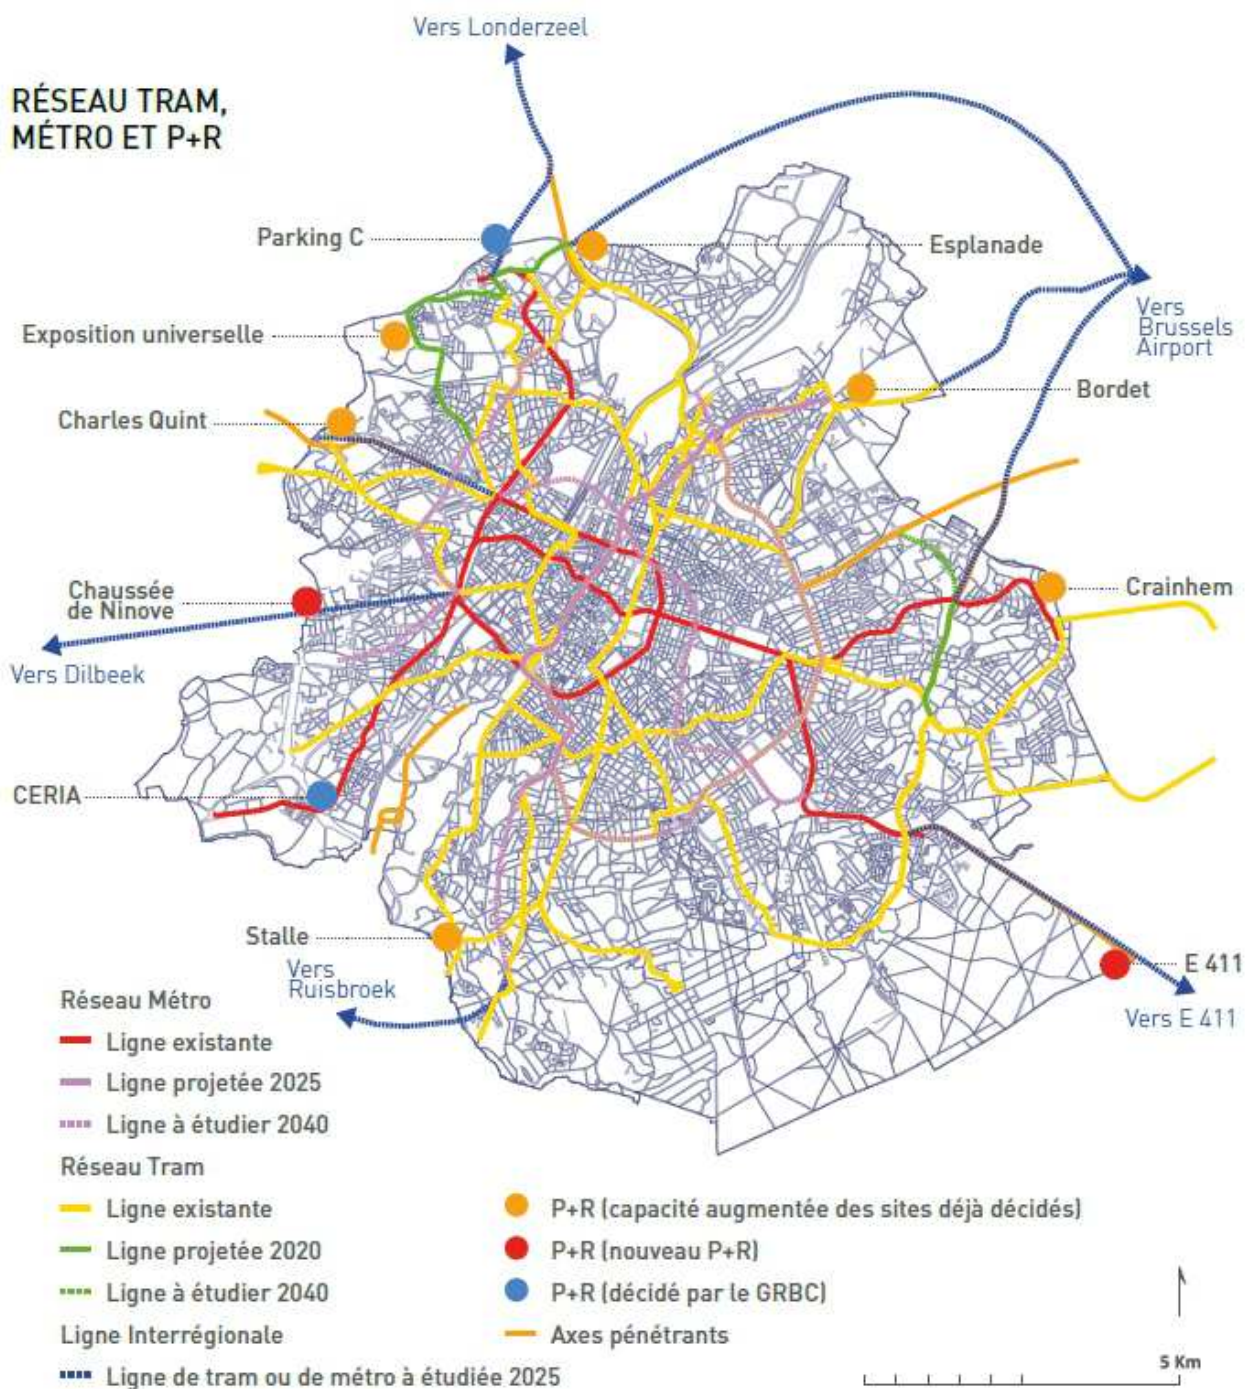 Vers Londerzeel
RÉSEAU TRAM,
MÉTRO ET P+R
Parking C
Esplanade
Exposition universelle
Vers
Brussels
Airport
Bordet
Charles Quint
Chaussée
de Ninove
Crainhem
Vers Dilbeek
CERIA
Stalle
Vers
Ruisbroek
E 411
Vers E 411
Réseau Métro
Ligne existante
Ligne projetée 2025
Ligne à étudier 2040
Réseau Tram
Ligne existante
Ligne projetée 2020
Ligne à étudier 2040
Ligne Interrégionale
Ligne de tram ou de métro à étudiée 2025
P+R (capacité augmentée des sites déjà décidés)
P+R (nouveau P+R)
P+R (décidé par le GRBC)
Axes pénétrants
5 Km